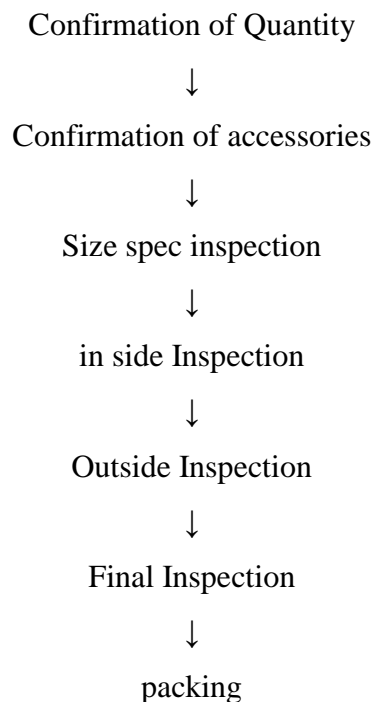 Confirmation of Quantity
↓
Confirmation of accessories
↓
Size spec inspection
↓
in side Inspection
↓
Outside Inspection
↓
Final Inspection
↓
packing